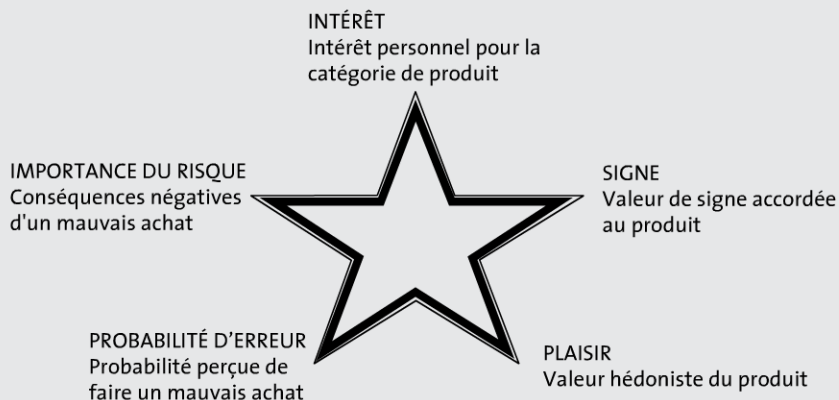 INTÉRÊT
Intérêt personnel pour la
catégorie de produit
IMPORTANCE DU RISQUE
Conséquences négatives
d'un mauvais achat
SIGNE
Valeur de signe accordée
au produit
PROBABILITÉ D’ERREUR
Probabilité perçue de
faire un mauvais achat
PLAISIR
Valeur hédoniste du produit